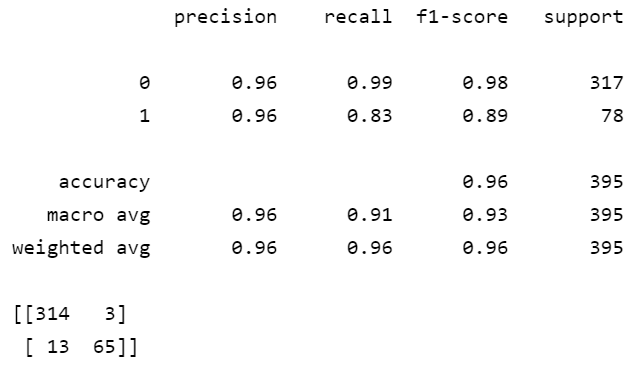 precision recall f1-score support
0 0.96 0.99 0.98 317
1 0.96 0.83 0.89 78
accuracy 0.96 395
macro avg 0.96 0.91 0.93 395
weighted avg 0.96 0.96 0.96 395
[[314 3]
[ 13 65]]